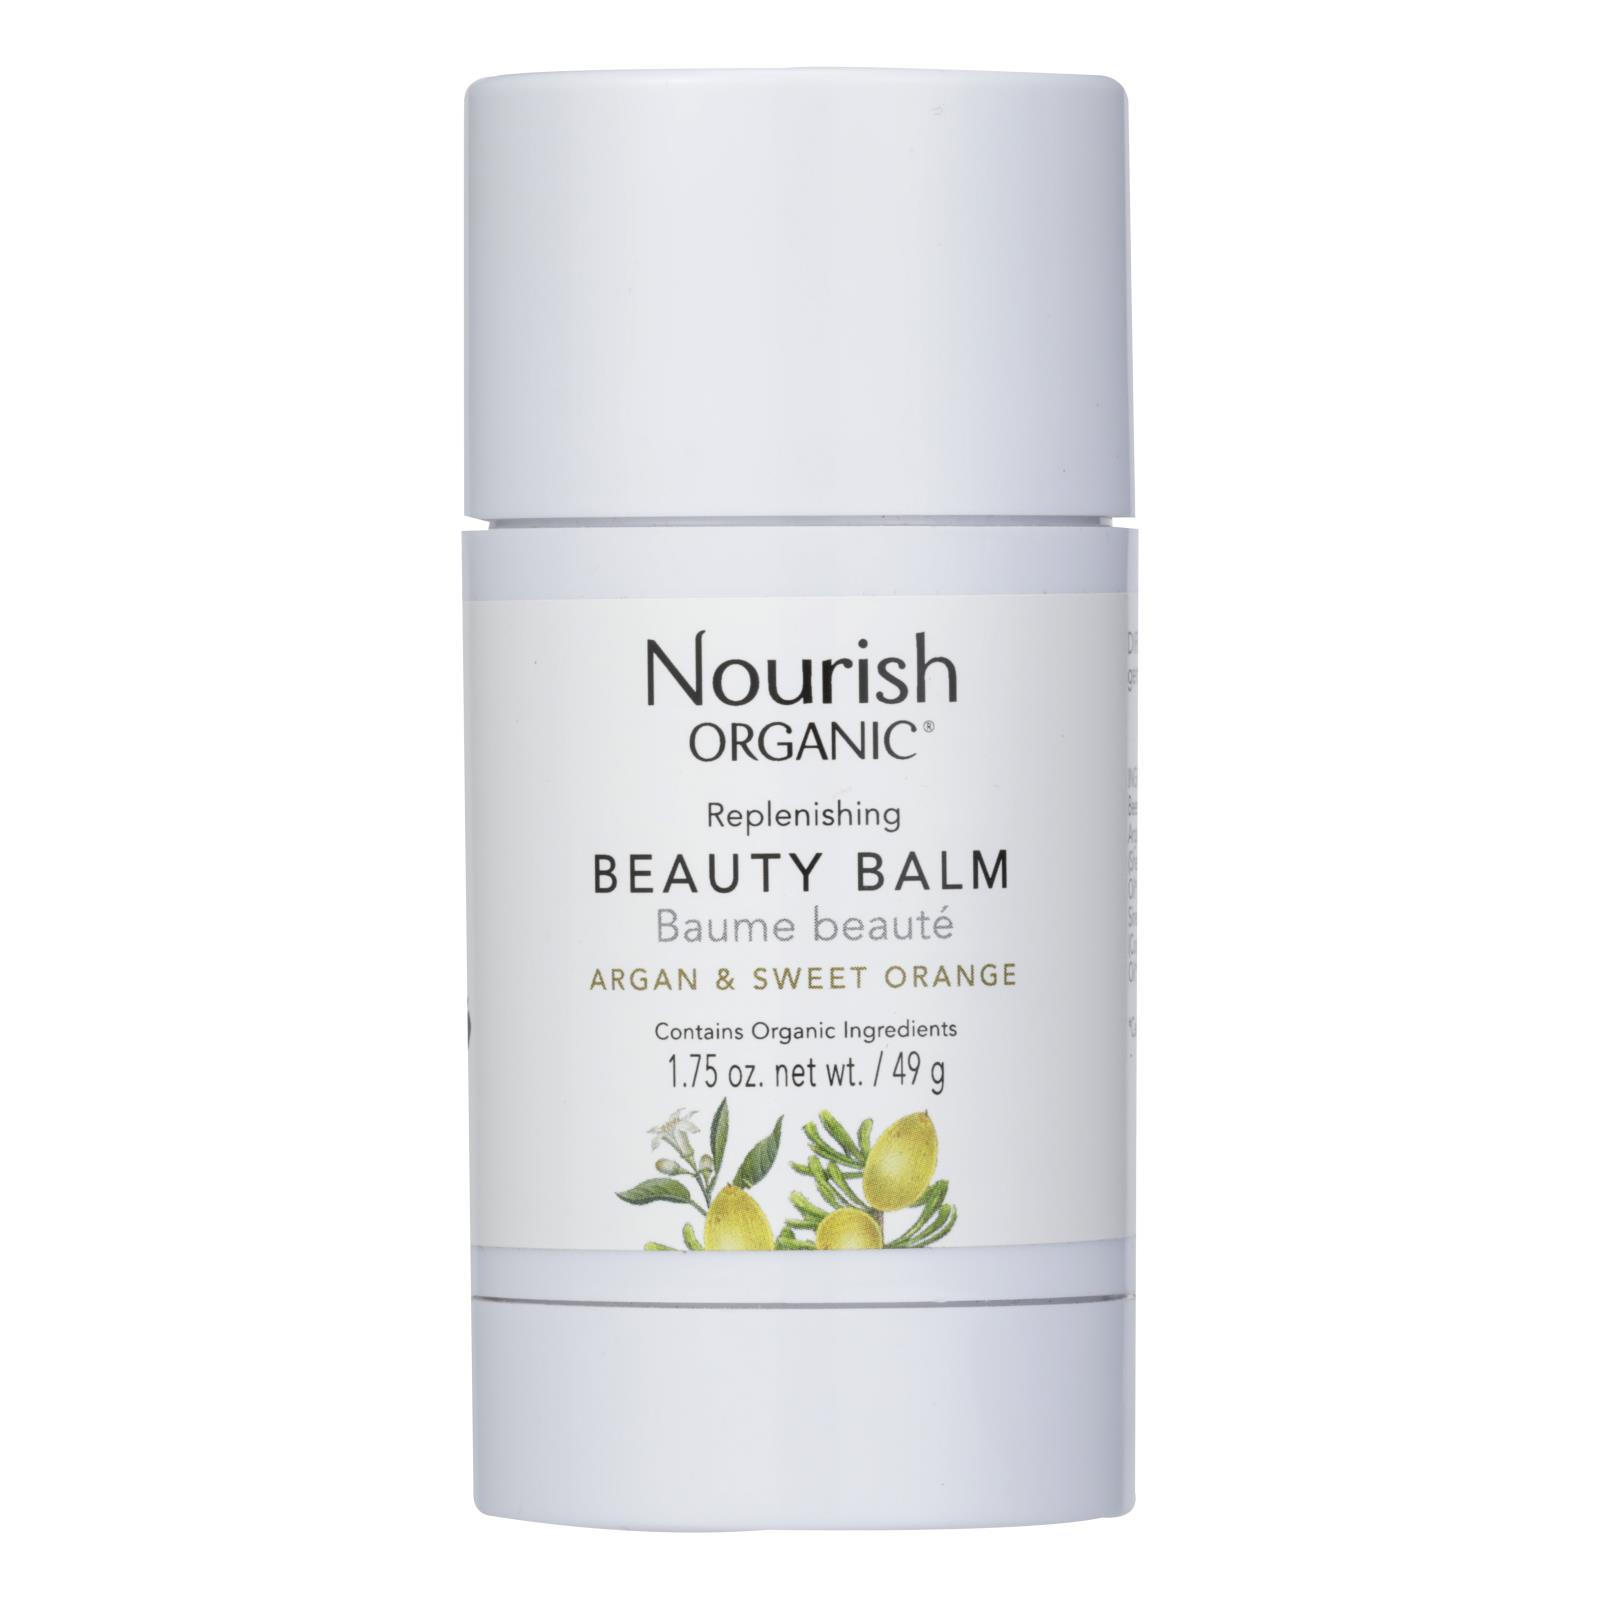 Nourish
ORGANIC®
Replenishing
BEAUTY BALM
Baume beauté
ARGAN & SWEET ORANGE
Contains Organic Ingredients
1.75 oz. net wt. / 49 g